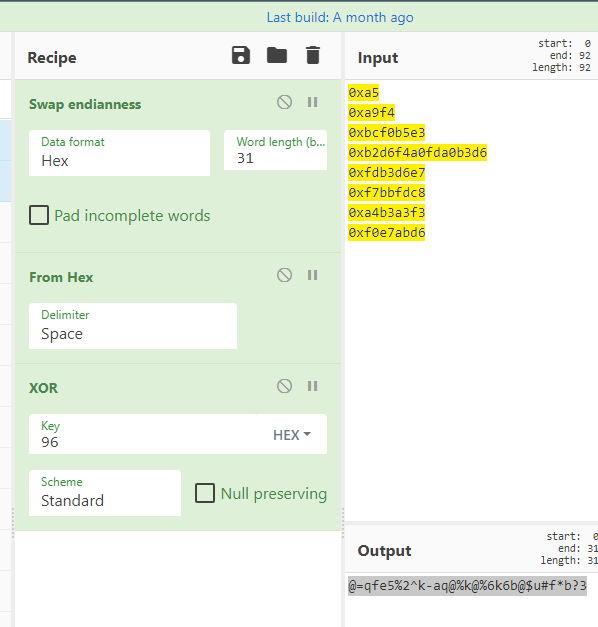 Last build: A month ago
Recipe
Input
start: 0
end: 92
length: 92
Swap endianness
Data format
Hex
Word length (b...
31
Pad incomplete words
From Hex
Delimiter
Space
XOR
Key
96
HEX
Scheme
Standard
Null preserving
0xa5
0xa9f4
0xbcf0b5e3
0xb2d6f4a0fda0b3d6
0xfdb3d6e7
0xf7bbfdc8
0xa4b3a3f3
0xf0e7abd6
Output
start: 0
end: 31
length: 31
@=qfe5%2^k-aq@%k@%6k6b@$u#f*b?3